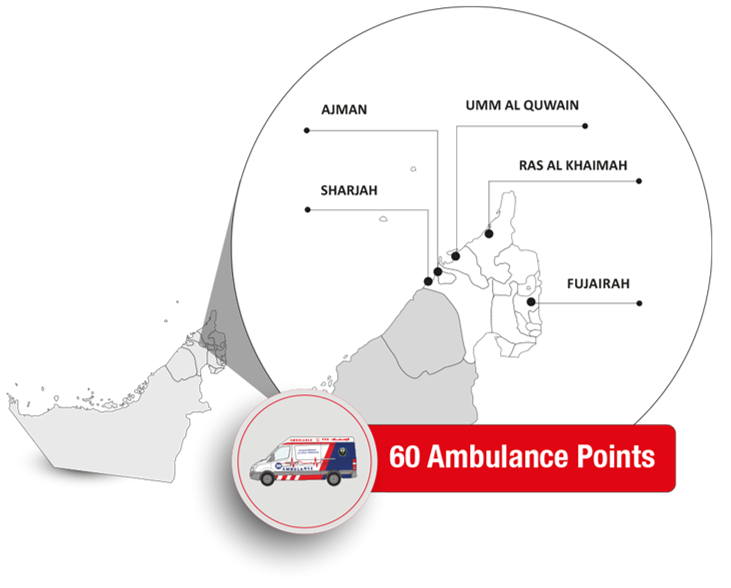 AJMAN
UMM AL QUWAIN
RAS AL KHAIMAH
SHARJAH
FUJAIRAH
60 Ambulance Points
AMBULANCE